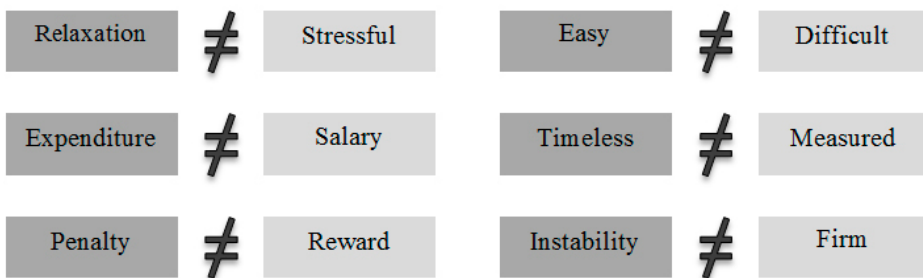 Relaxation ≠ Stressful Easy ≠ Difficult
Expenditure ≠ Salary Timeless ≠ Measured
Penalty ≠ Reward Instability ≠ Firm